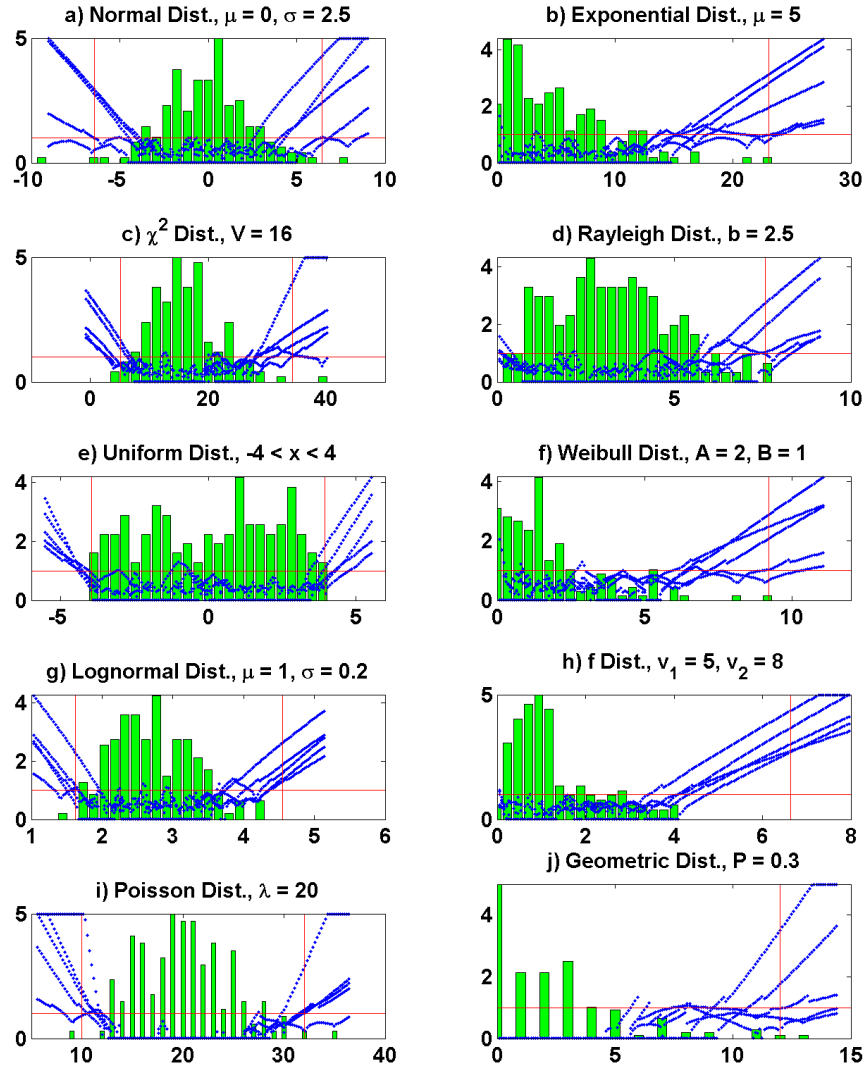 a) Normal Dist., μ = 0, σ = 2.5
5
0
-10 -5 0 5 10
b) Exponential Dist., μ = 5
4
2
0
0 10 20 30
c) χ² Dist., V = 16
5
0
0 20 40
d) Rayleigh Dist., b = 2.5
4
2
0
0 5 10
e) Uniform Dist., -4 < x < 4
4
2
0
-5 0 5
f) Weibull Dist., A = 2, B = 1
4
2
0
0 5 10
g) Lognormal Dist., μ = 1, σ = 0.2
4
2
0
1 2 3 4 5 6
h) f Dist., v₁ = 5, v₂ = 8
5
0
0 2 4 6 8
i) Poisson Dist., λ = 20
5
0
10 20 30 40
j) Geometric Dist., P = 0.3
4
2
0
0 5 10 15